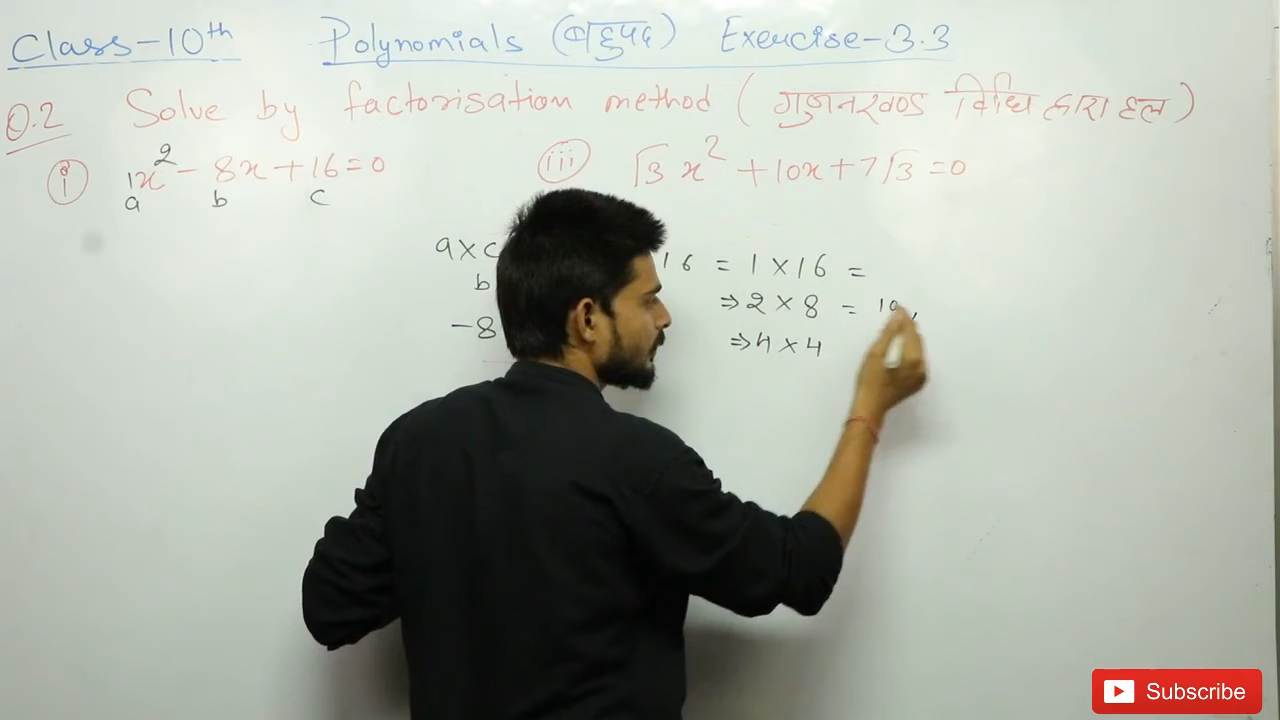 Class-10th Polynomials (बहुपद) Exercise-3.3
Q.2 Solve by factorisation method (गुणनखण्ड विधि द्वारा हल)
(i) 1x² - 8x + 16 = 0 (iii) √3 x² + 10x + 7√3 = 0
a b c
a×c 16 = 1 × 16 =
b ⇒ 2 × 8 = 10,
-8 ⇒ 4 × 4
Subscribe